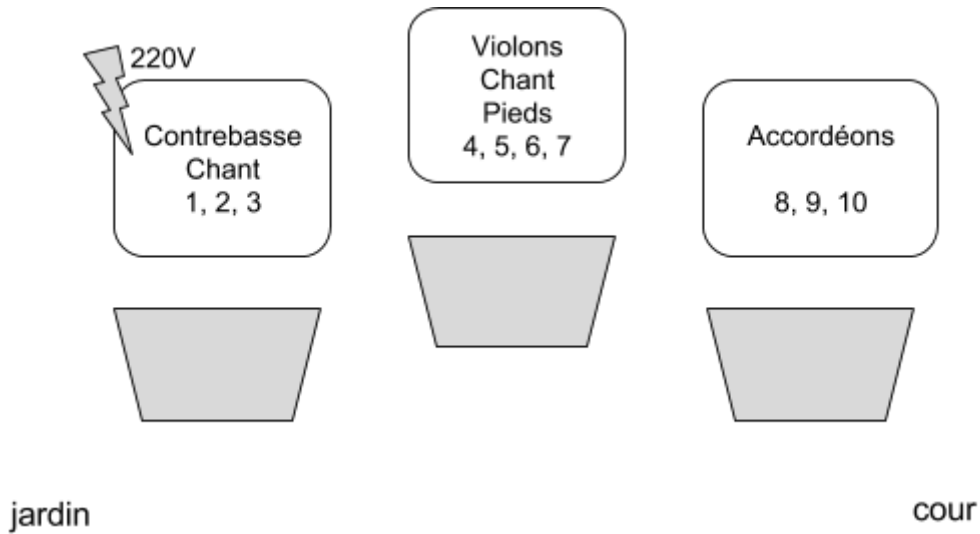 220V
Contrebasse
Chant
1, 2, 3
Violons
Chant
Pieds
4, 5, 6, 7
Accordéons
8, 9, 10
jardin
cour